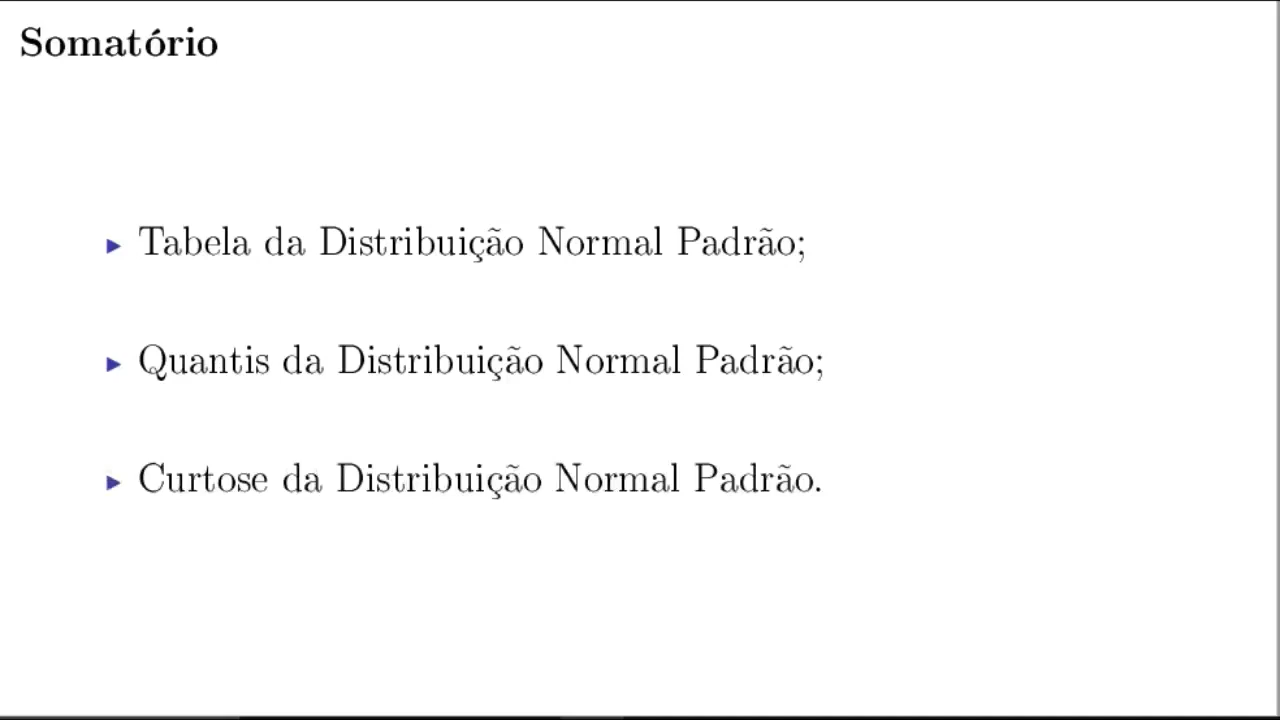 Somatório
Tabela da Distribuição Normal Padrão;
Quantis da Distribuição Normal Padrão;
Curtose da Distribuição Normal Padrão.